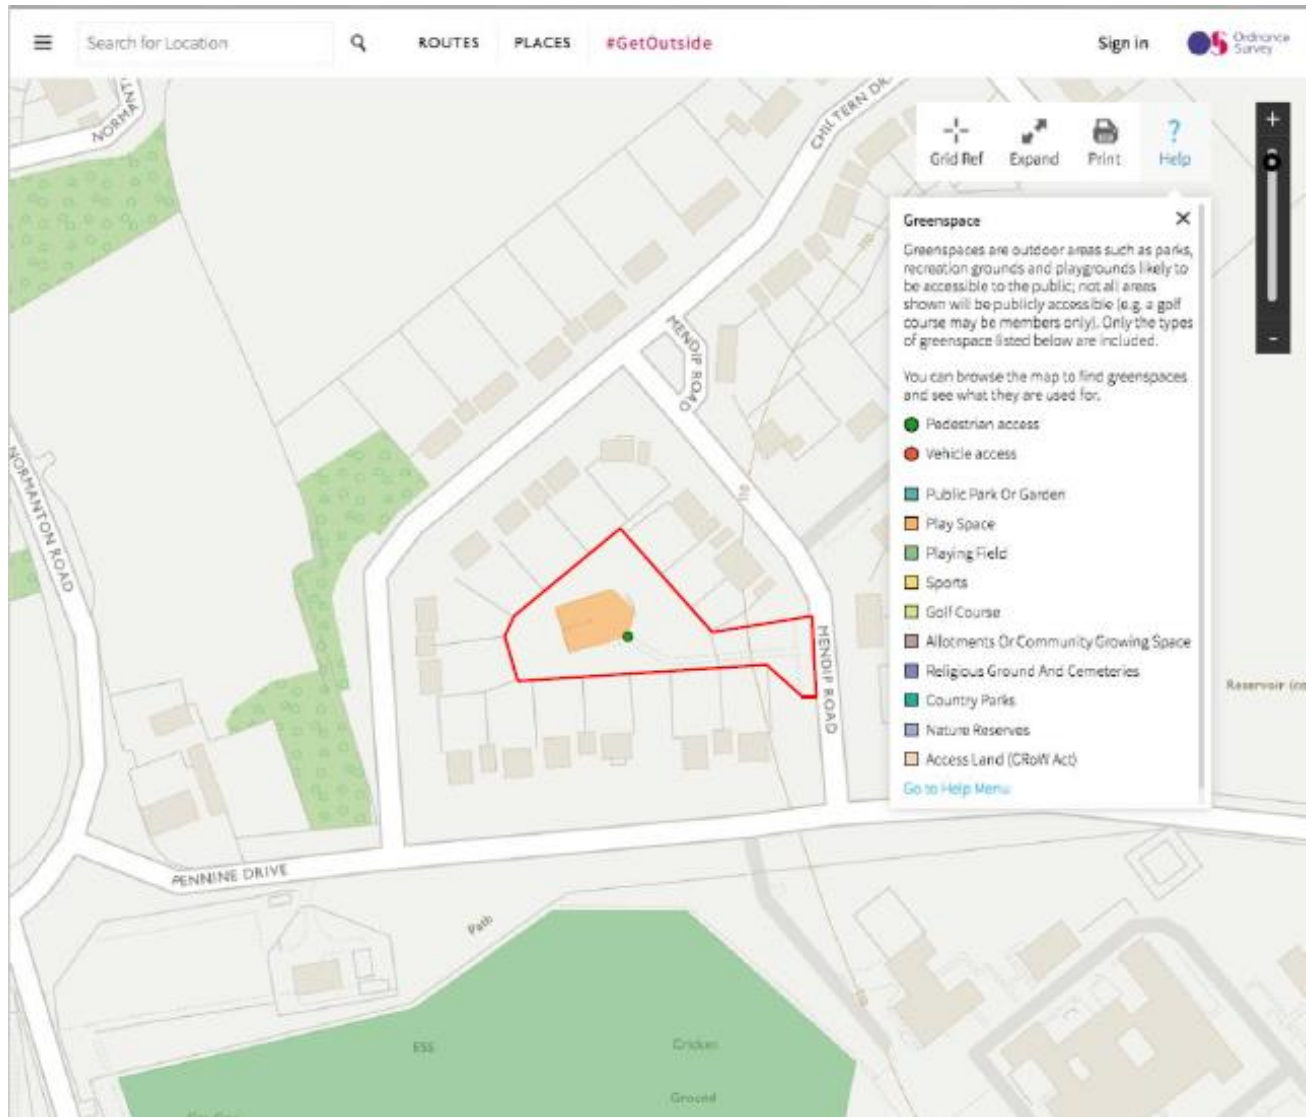 Search for Location
ROUTES
PLACES
#GetOutside
Sign in
Ordnance
Survey
NORMA
CHILTERN DR
Grid Ref
Expand
Print
?
Help
+
-
Greenspace
Greenspaces are outdoor areas such as parks,
recreation grounds and playgrounds likely to
be accessible to the public; not all areas
shown will be publicly accessible (e.g. a golf
course may be members only). Only the types
of greenspace listed below are included.
You can browse the map to find greenspaces
and see what they are used for.
Pedestrian access
Vehicle access
Public Park Or Garden
Play Space
Playing Field
Sports
Golf Course
Allotments Or Community Growing Space
Religious Ground And Cemeteries
Country Parks
Nature Reserves
Access Land (CRoW Act)
Go to Help Menu
MENDIP ROAD
NORMANTON ROAD
110
MENDIP ROAD
Reservoir
PENNINE DRIVE
Path
ESS
Cricket
Ground